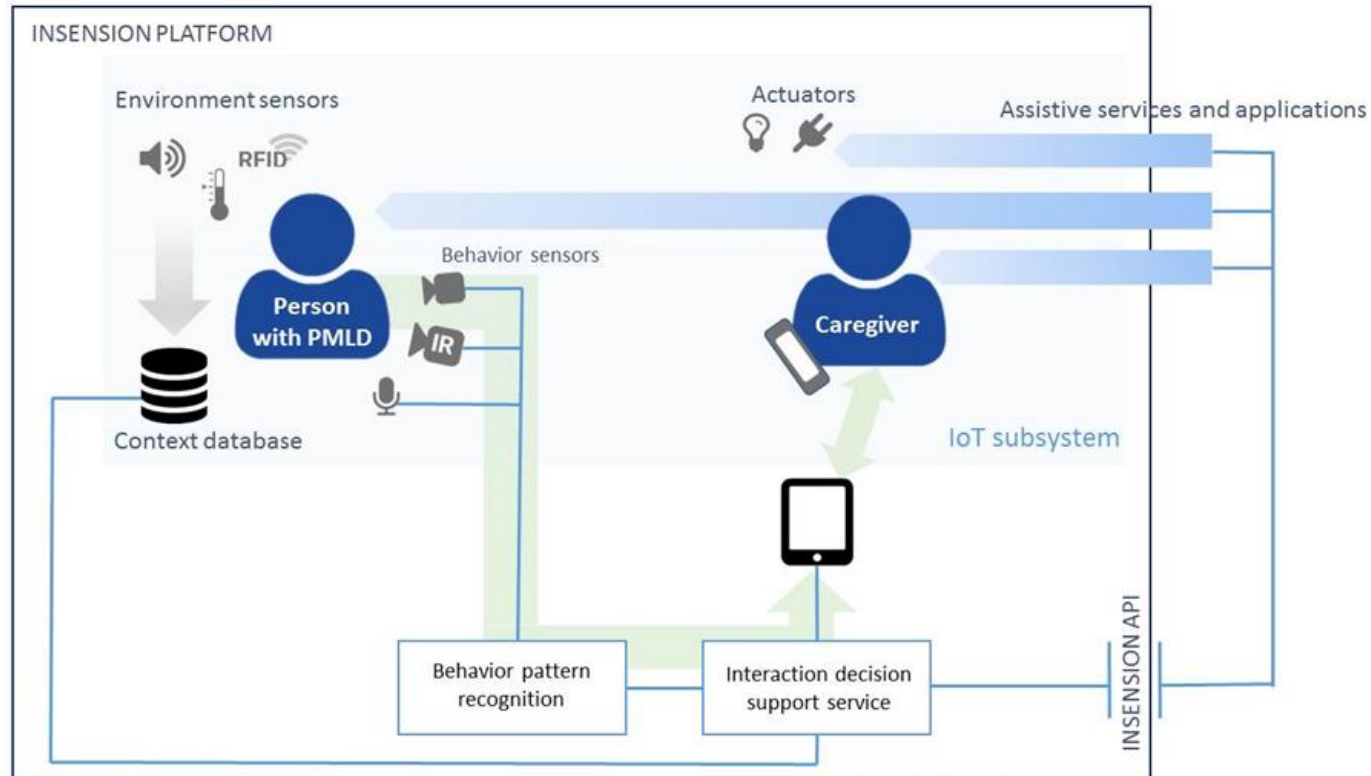 INSENSION PLATFORM
Environment sensors
RFID
Actuators
Assistive services and applications
Behavior sensors
Person
with PMLD
IR
Caregiver
Context database
IoT subsystem
Behavior pattern
recognition
Interaction decision
support service
INSENSION API